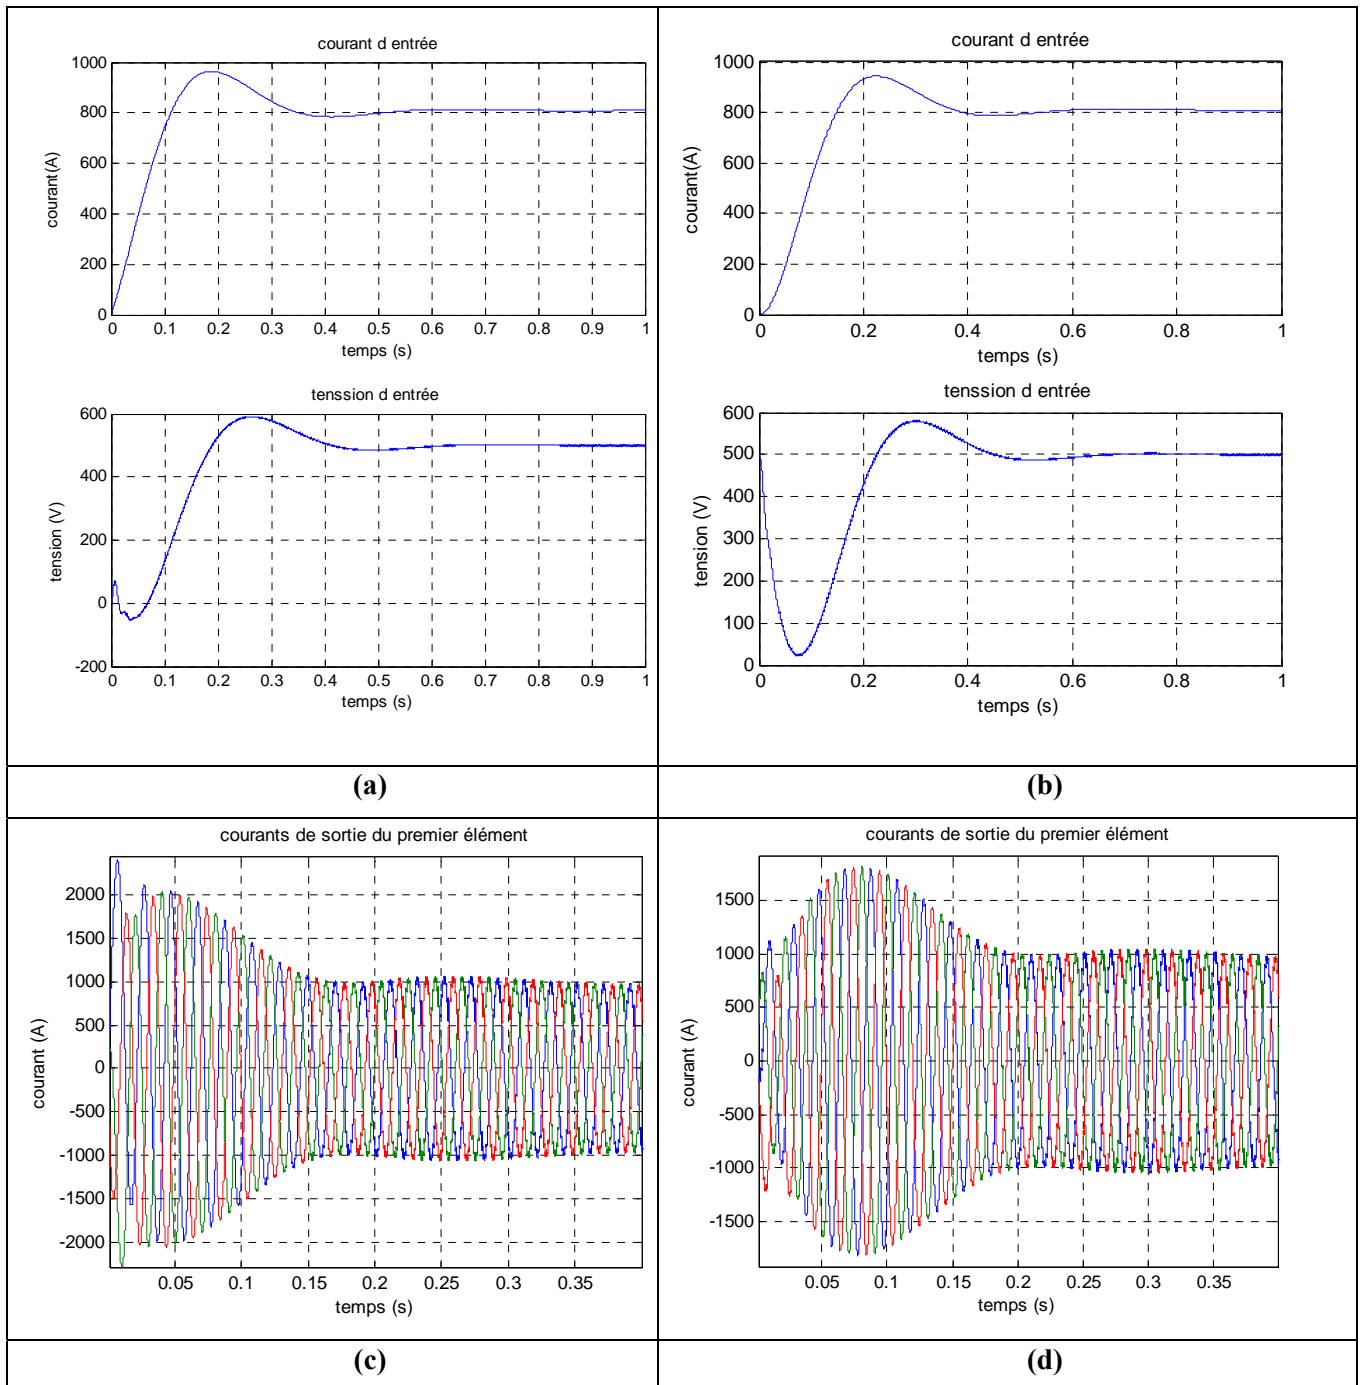 courant d entrée
1000
800
600
400
200
0
courant(A)
0 0.1 0.2 0.3 0.4 0.5 0.6 0.7 0.8 0.9 1
temps (s)
tenssion d entrée
600
400
200
0
-200
tension (V)
0 0.1 0.2 0.3 0.4 0.5 0.6 0.7 0.8 0.9 1
temps (s)
courant d entrée
1000
800
600
400
200
0
courant(A)
0 0.2 0.4 0.6 0.8 1
temps (s)
tenssion d entrée
600
500
400
300
200
100
0
tension (V)
0 0.2 0.4 0.6 0.8 1
temps (s)
(a)
(b)
courants de sortie du premier élément
2000
1500
1000
500
0
-500
-1000
-1500
-2000
courant (A)
0.05 0.1 0.15 0.2 0.25 0.3 0.35
temps (s)
courants de sortie du premier élément
1500
1000
500
0
-500
-1000
-1500
courant (A)
0.05 0.1 0.15 0.2 0.25 0.3 0.35
temps (s)
(c)
(d)